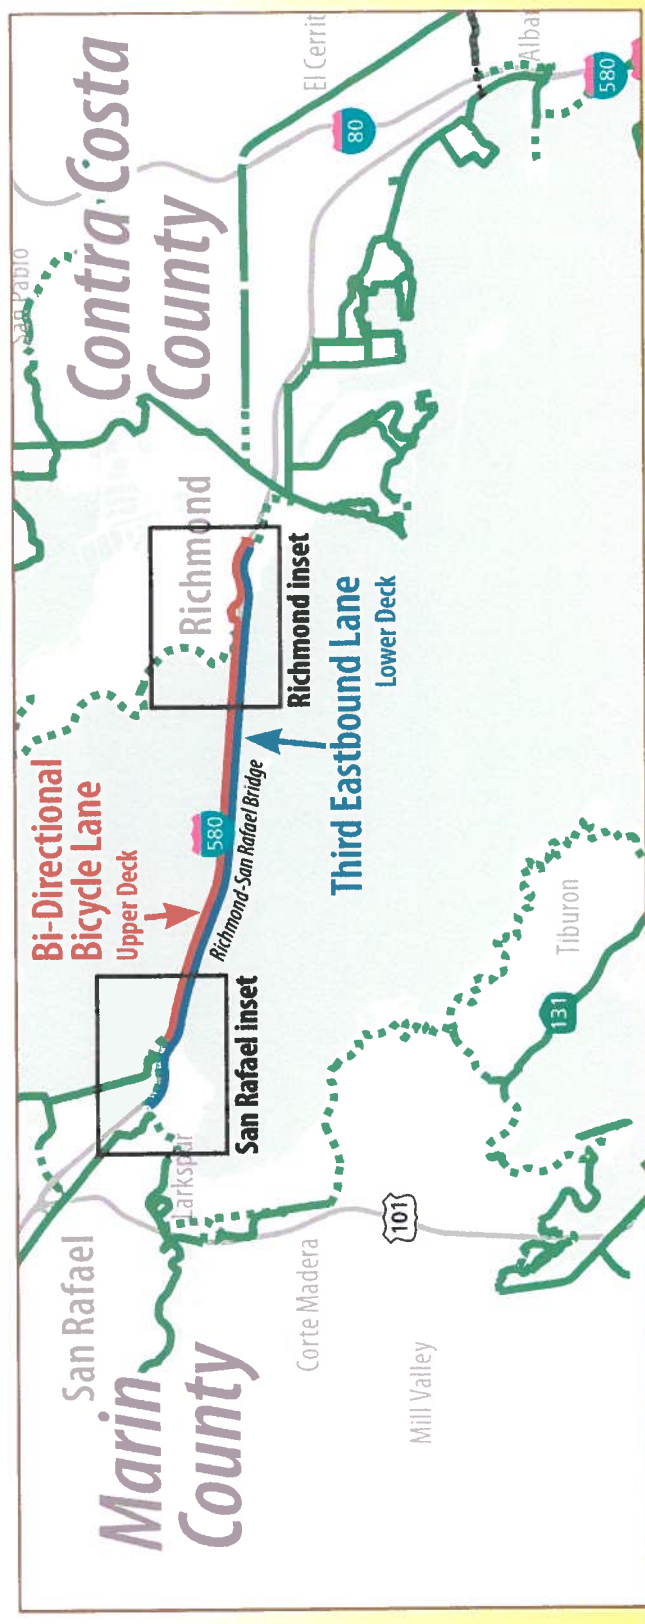 Marin
County
San Rafael
Larkspur
Corte Madera
Mill Valley
101
San Rafael inset
Bi-Directional
Bicycle Lane
Upper Deck
580
Richmond-San Rafael Bridge
Third Eastbound Lane
Lower Deck
Tiburon
131
Richmond
Richmond inset
Contra Costa
County
San Pablo
El Cerrit
80
Alban
580